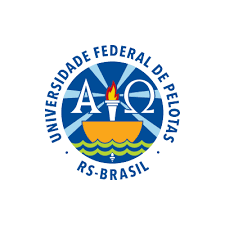 UNIVERSIDADE FEDERAL DE PELOTAS
Α Ω
RS-BRASIL